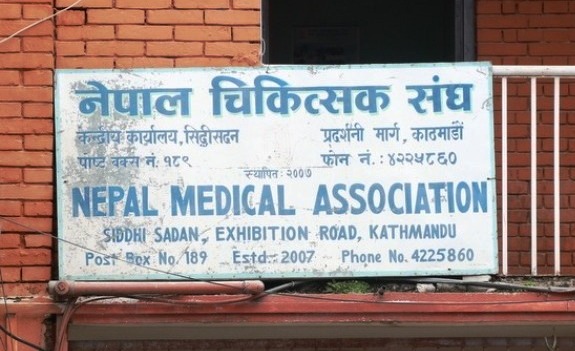 नेपाल चिकित्सक संघ
केन्द्रीय कार्यालय, सिद्धीसदन प्रदर्शनी मार्ग, काठमाडौं
पोष्ट वक्स नं. १८९ फोन नं. : ४२२५८६०
स्थापित : २००७
NEPAL MEDICAL ASSOCIATION
SIDDHI SADAN, EXHIBITION ROAD, KATHMANDU
Post Box No. 189 Estd-2007 Phone No. 4225860